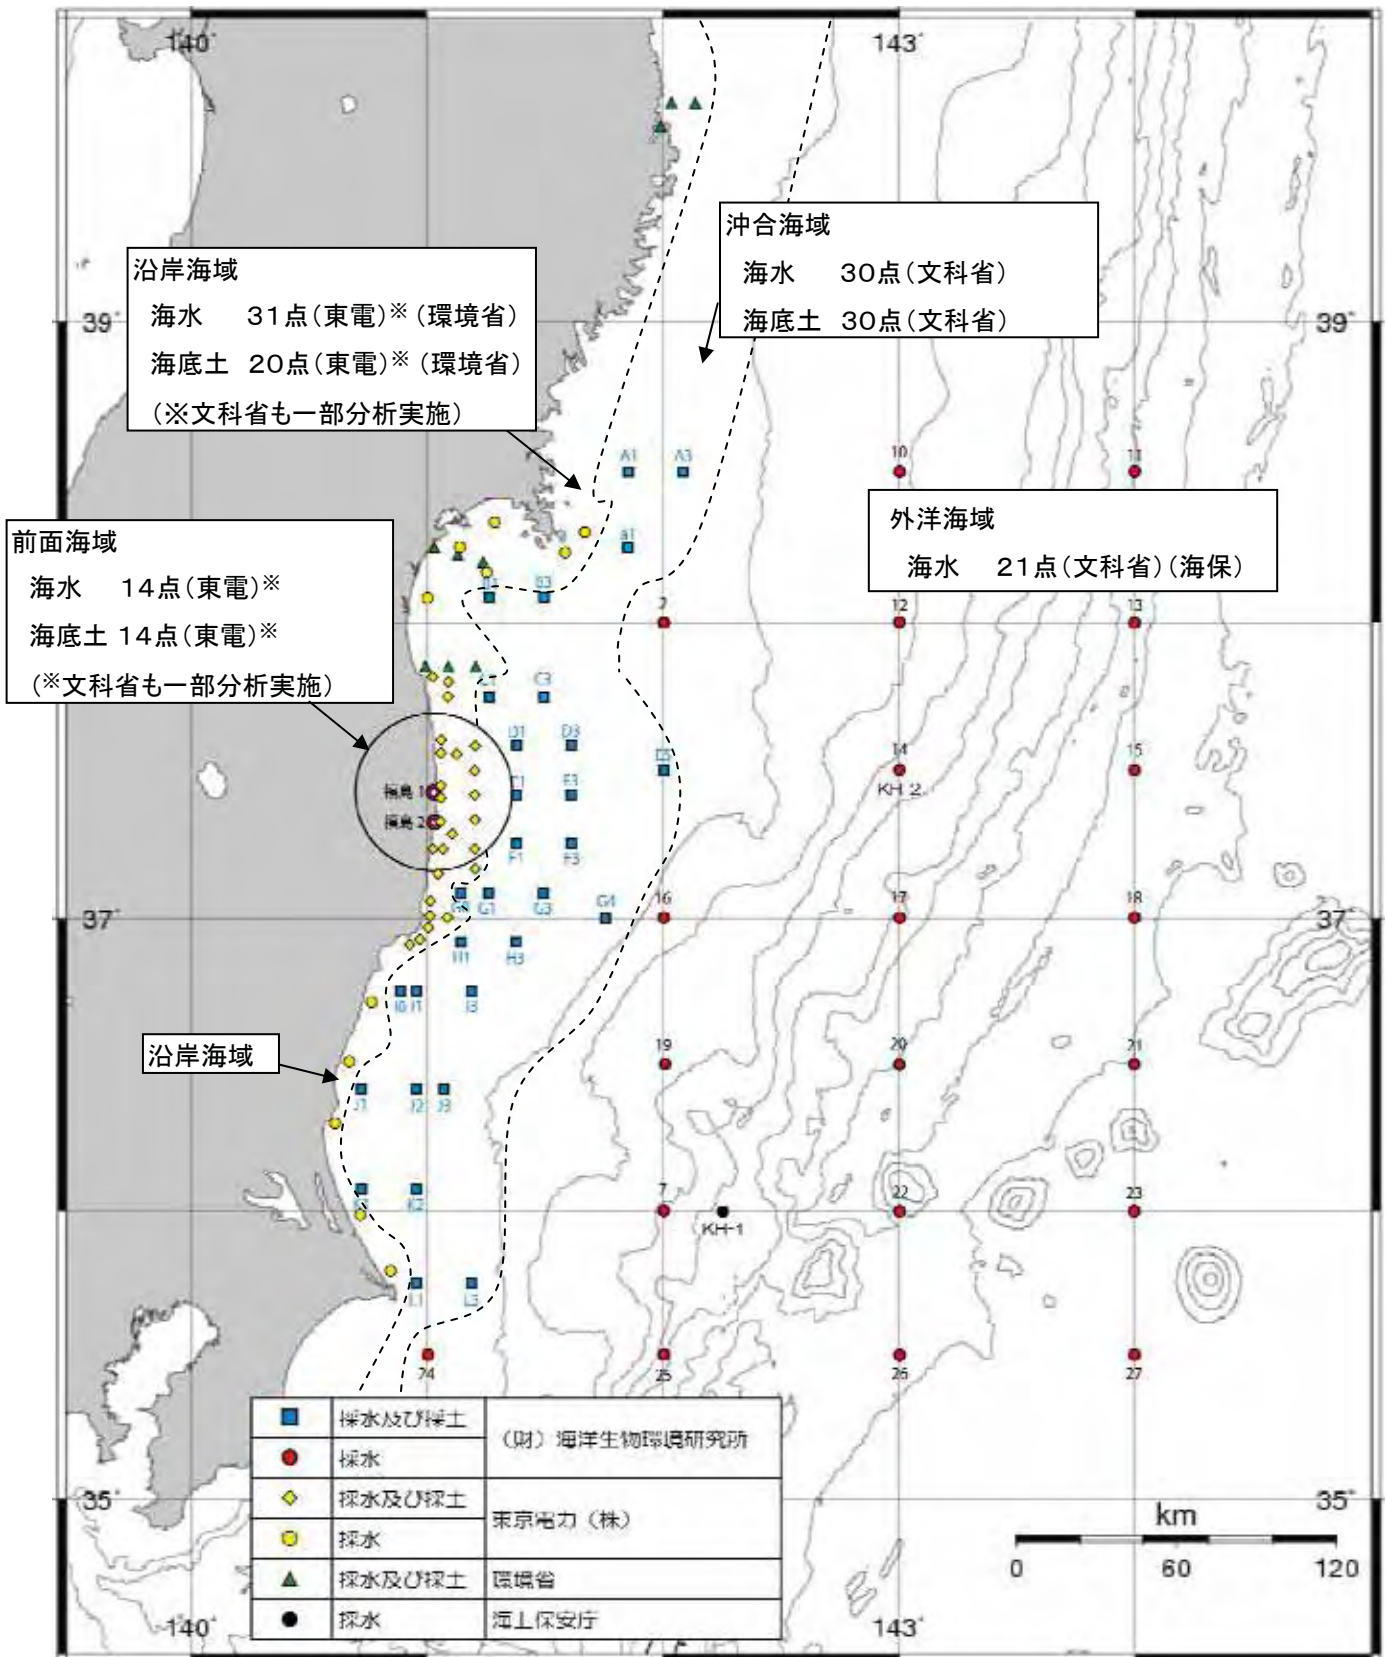 140°
143°
沖合海域
海水 30点(文科省)
海底土 30点(文科省)
沿岸海域
海水 31点(東電)※(環境省)
海底土 20点(東電)※(環境省)
(※文科省も一部分析実施)
39°
39°
A1
A3
10
11
外洋海域
海水 21点(文科省)(海保)
前面海域
海水 14点(東電)※
海底土 14点(東電)※
(※文科省も一部分析実施)
B3
12
13
C3
D1
D3
14
15
KH 2
福島 1
E1
E3
福島 2
F1
F3
G1
G3
G4
16
17
18
37°
37°
H1
H3
I0
I1
I3
沿岸海域
19
20
21
J1
J2
J3
K2
7
KH-1
22
23
L1
L3
24
25
26
27
採水及び採土
(財)海洋生物環境研究所
採水
採水及び採土
東京電力(株)
採水
採水及び採土
環境省
採水
海上保安庁
35°
35°
km
0
60
120
140°
143°